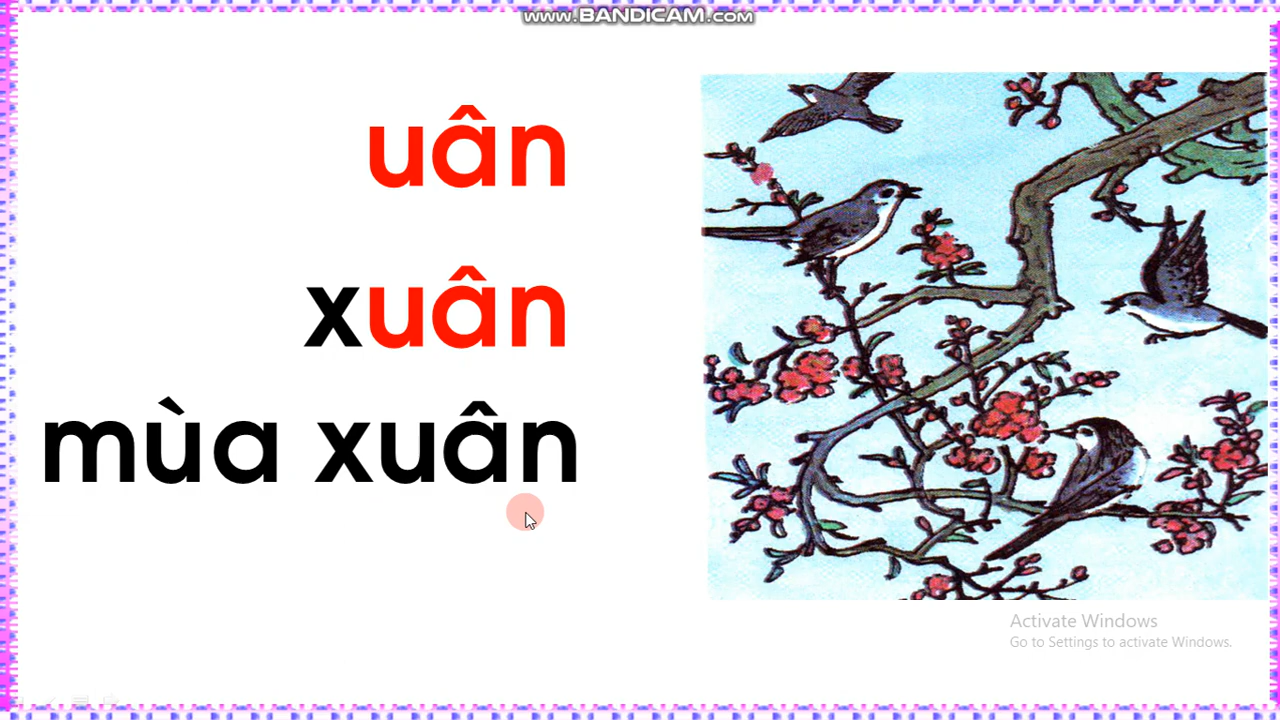 www.BANDICAM.com
uân
xuân
mùa xuân
Activate Windows
Go to Settings to activate Windows.